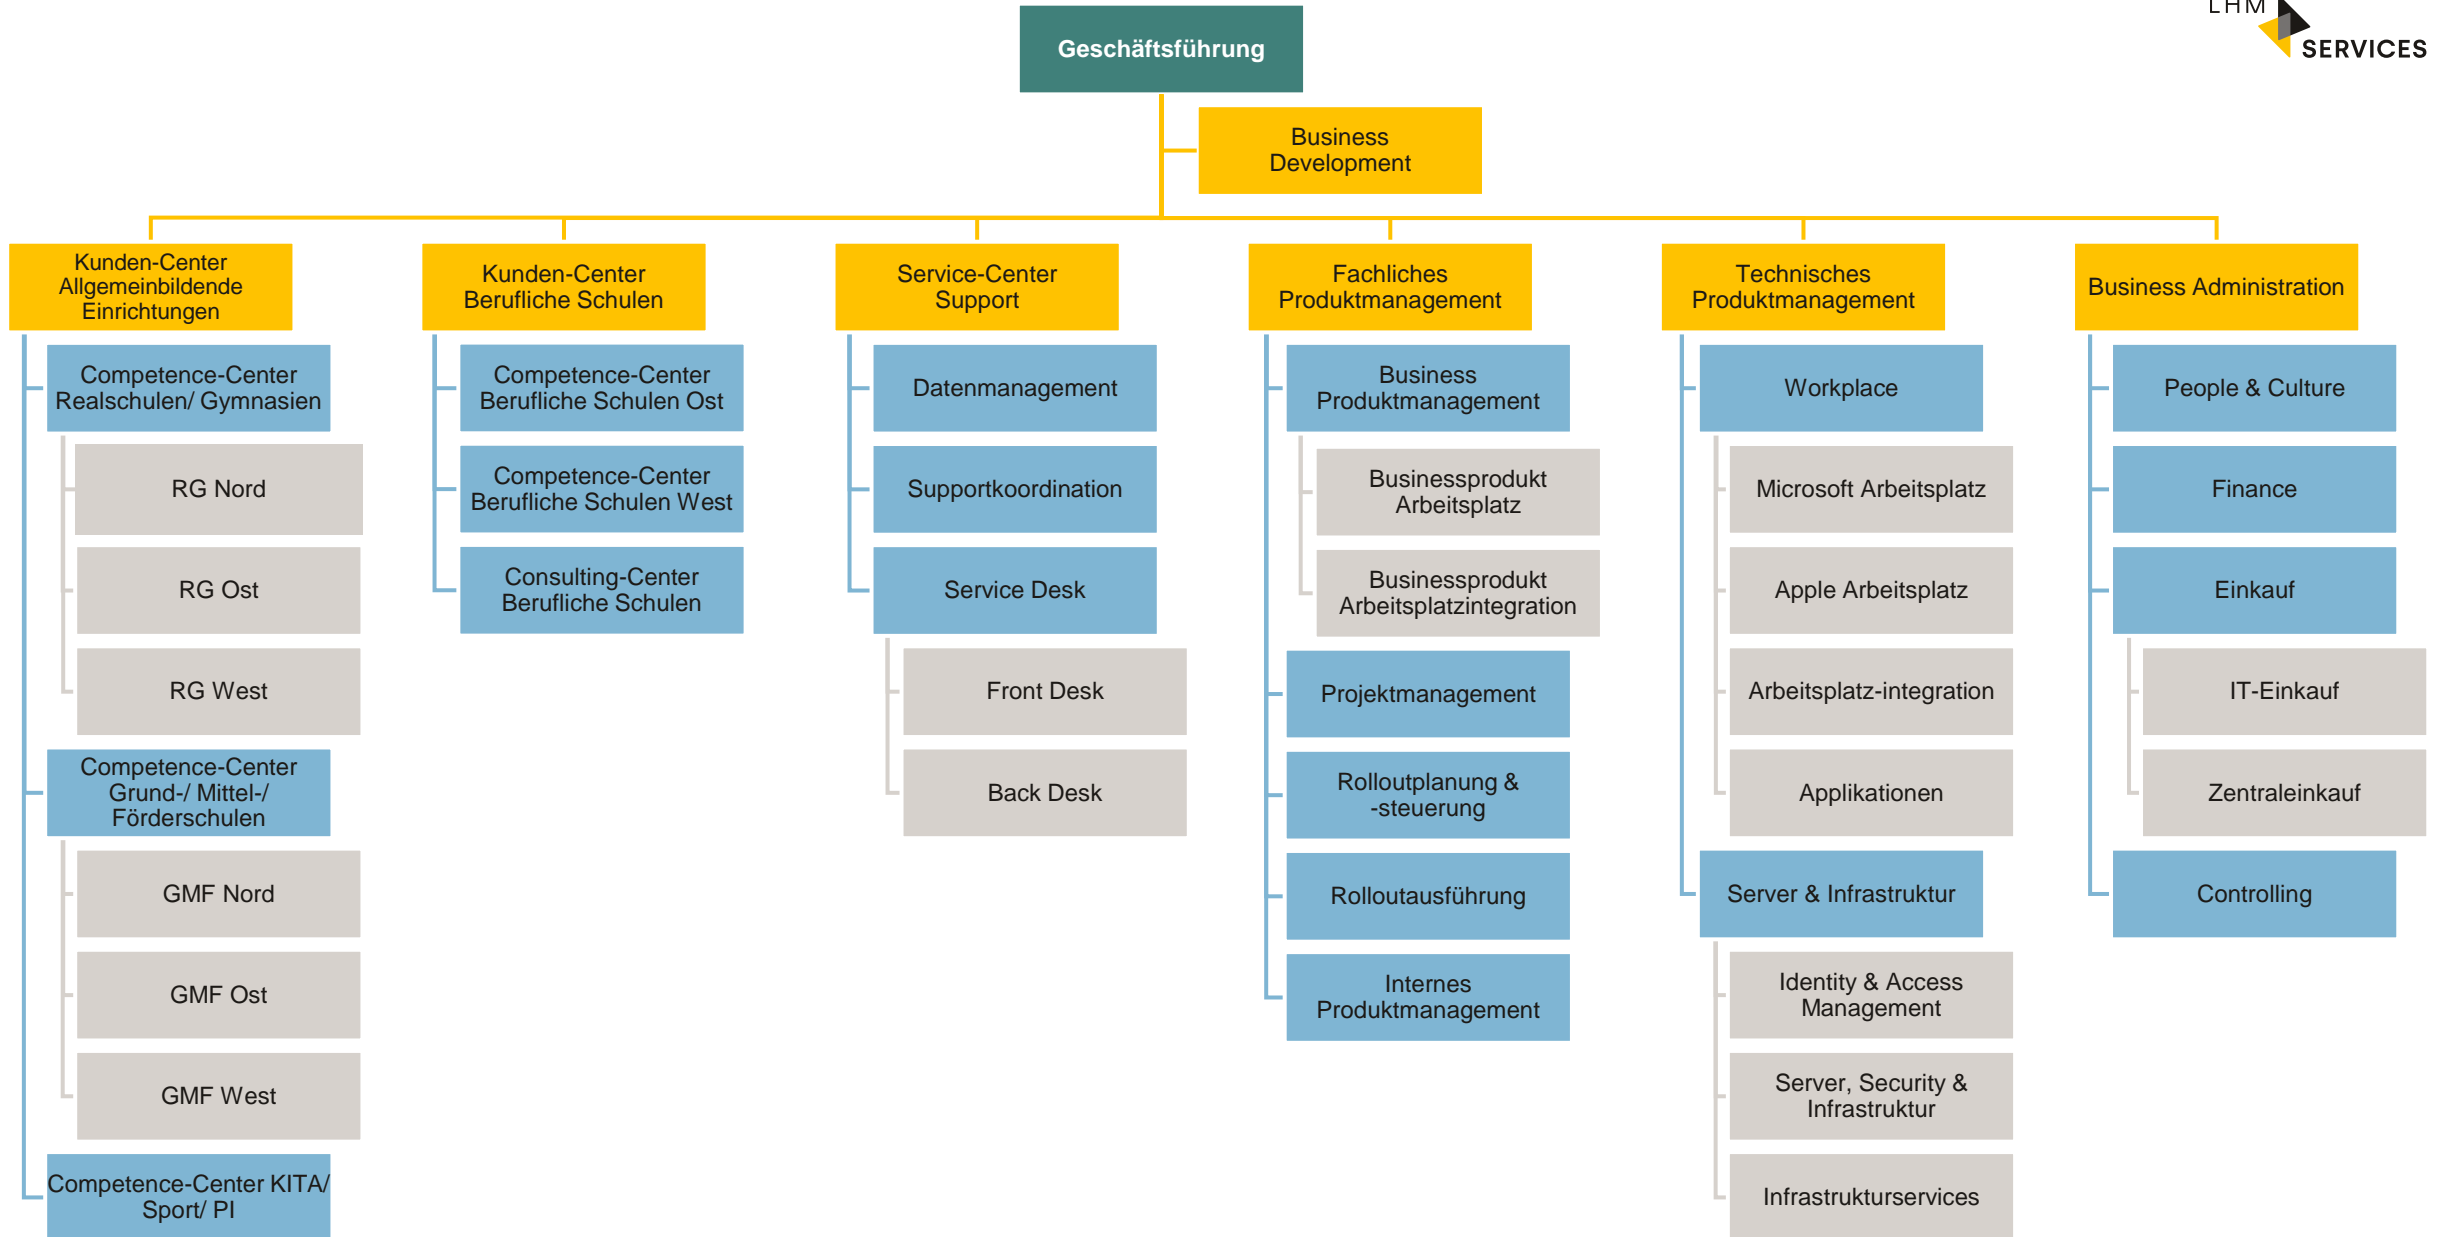 LHM
SERVICES
Geschäftsführung
Business
Development
Kunden-Center
Allgemeinbildende
Einrichtungen
Competence-Center
Realschulen/ Gymnasien
RG Nord
RG Ost
RG West
Competence-Center
Grund-/ Mittel-/
Förderschulen
GMF Nord
GMF Ost
GMF West
Competence-Center KITA/
Sport/ PI
Kunden-Center
Berufliche Schulen
Competence-Center
Berufliche Schulen Ost
Competence-Center
Berufliche Schulen West
Consulting-Center
Berufliche Schulen
Service-Center
Support
Datenmanagement
Supportkoordination
Service Desk
Front Desk
Back Desk
Fachliches
Produktmanagement
Business
Produktmanagement
Businessprodukt
Arbeitsplatz
Businessprodukt
Arbeitsplatzintegration
Projektmanagement
Rolloutplanung &
-steuerung
Rolloutausführung
Internes
Produktmanagement
Technisches
Produktmanagement
Workplace
Microsoft Arbeitsplatz
Apple Arbeitsplatz
Arbeitsplatz-integration
Applikationen
Server & Infrastruktur
Identity & Access
Management
Server, Security &
Infrastruktur
Infrastrukturservices
Business Administration
People & Culture
Finance
Einkauf
IT-Einkauf
Zentraleinkauf
Controlling